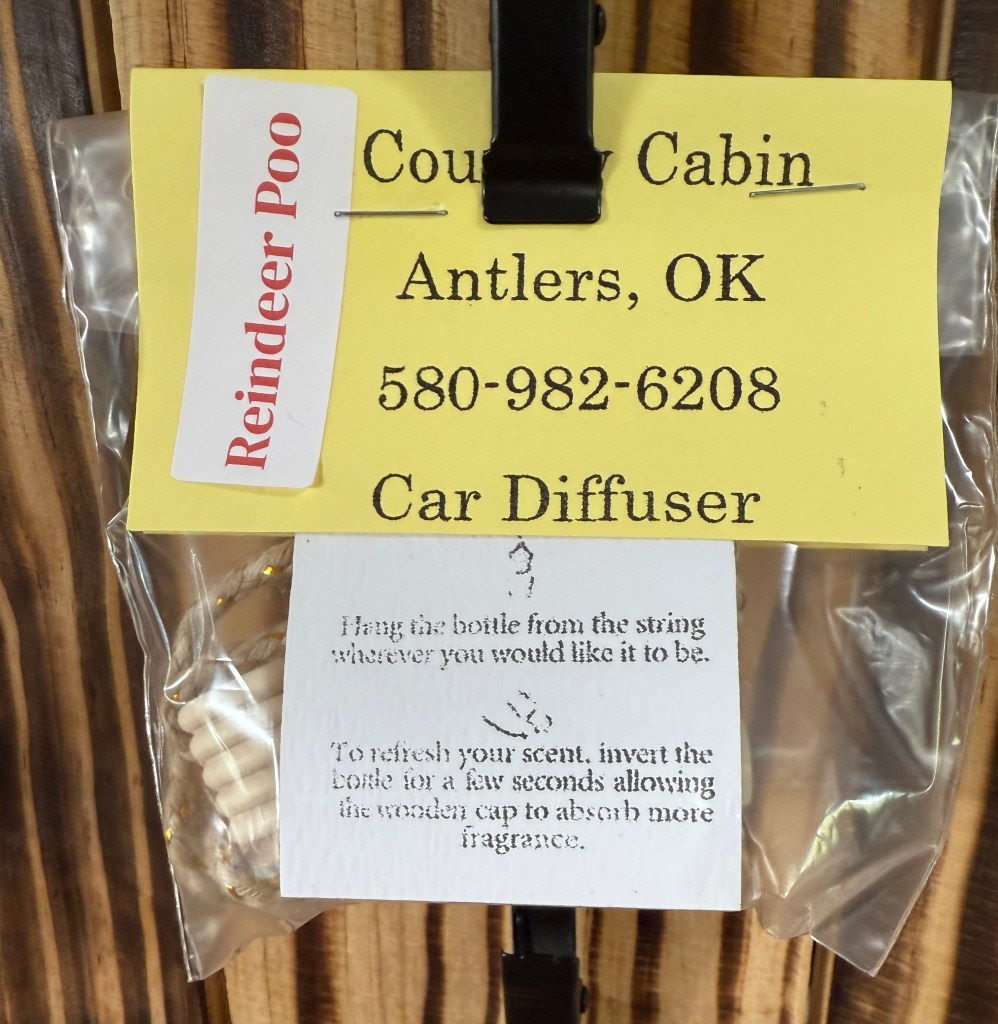 Reindeer Poo
Cou y Cabin
Antlers, OK
580-982-6208
Car Diffuser
Hang the bottle from the string
wherever you would like it to be.
To refresh your scent, invert the
bottle for a few seconds allowing
the wooden cap to absorb more
fragrance.